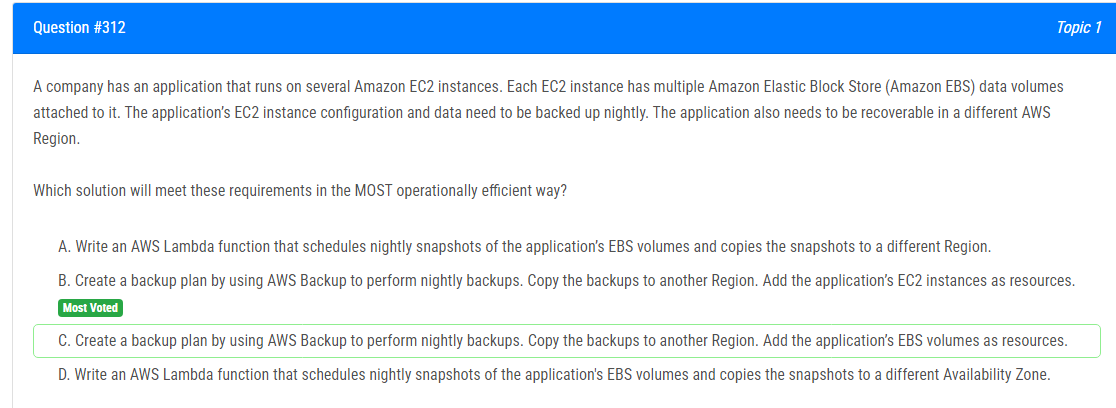 Question #312
Topic 1
A company has an application that runs on several Amazon EC2 instances. Each EC2 instance has multiple Amazon Elastic Block Store (Amazon EBS) data volumes
attached to it. The application’s EC2 instance configuration and data need to be backed up nightly. The application also needs to be recoverable in a different AWS
Region.
Which solution will meet these requirements in the MOST operationally efficient way?
A. Write an AWS Lambda function that schedules nightly snapshots of the application’s EBS volumes and copies the snapshots to a different Region.
B. Create a backup plan by using AWS Backup to perform nightly backups. Copy the backups to another Region. Add the application’s EC2 instances as resources.
Most Voted
C. Create a backup plan by using AWS Backup to perform nightly backups. Copy the backups to another Region. Add the application’s EBS volumes as resources.
D. Write an AWS Lambda function that schedules nightly snapshots of the application's EBS volumes and copies the snapshots to a different Availability Zone.